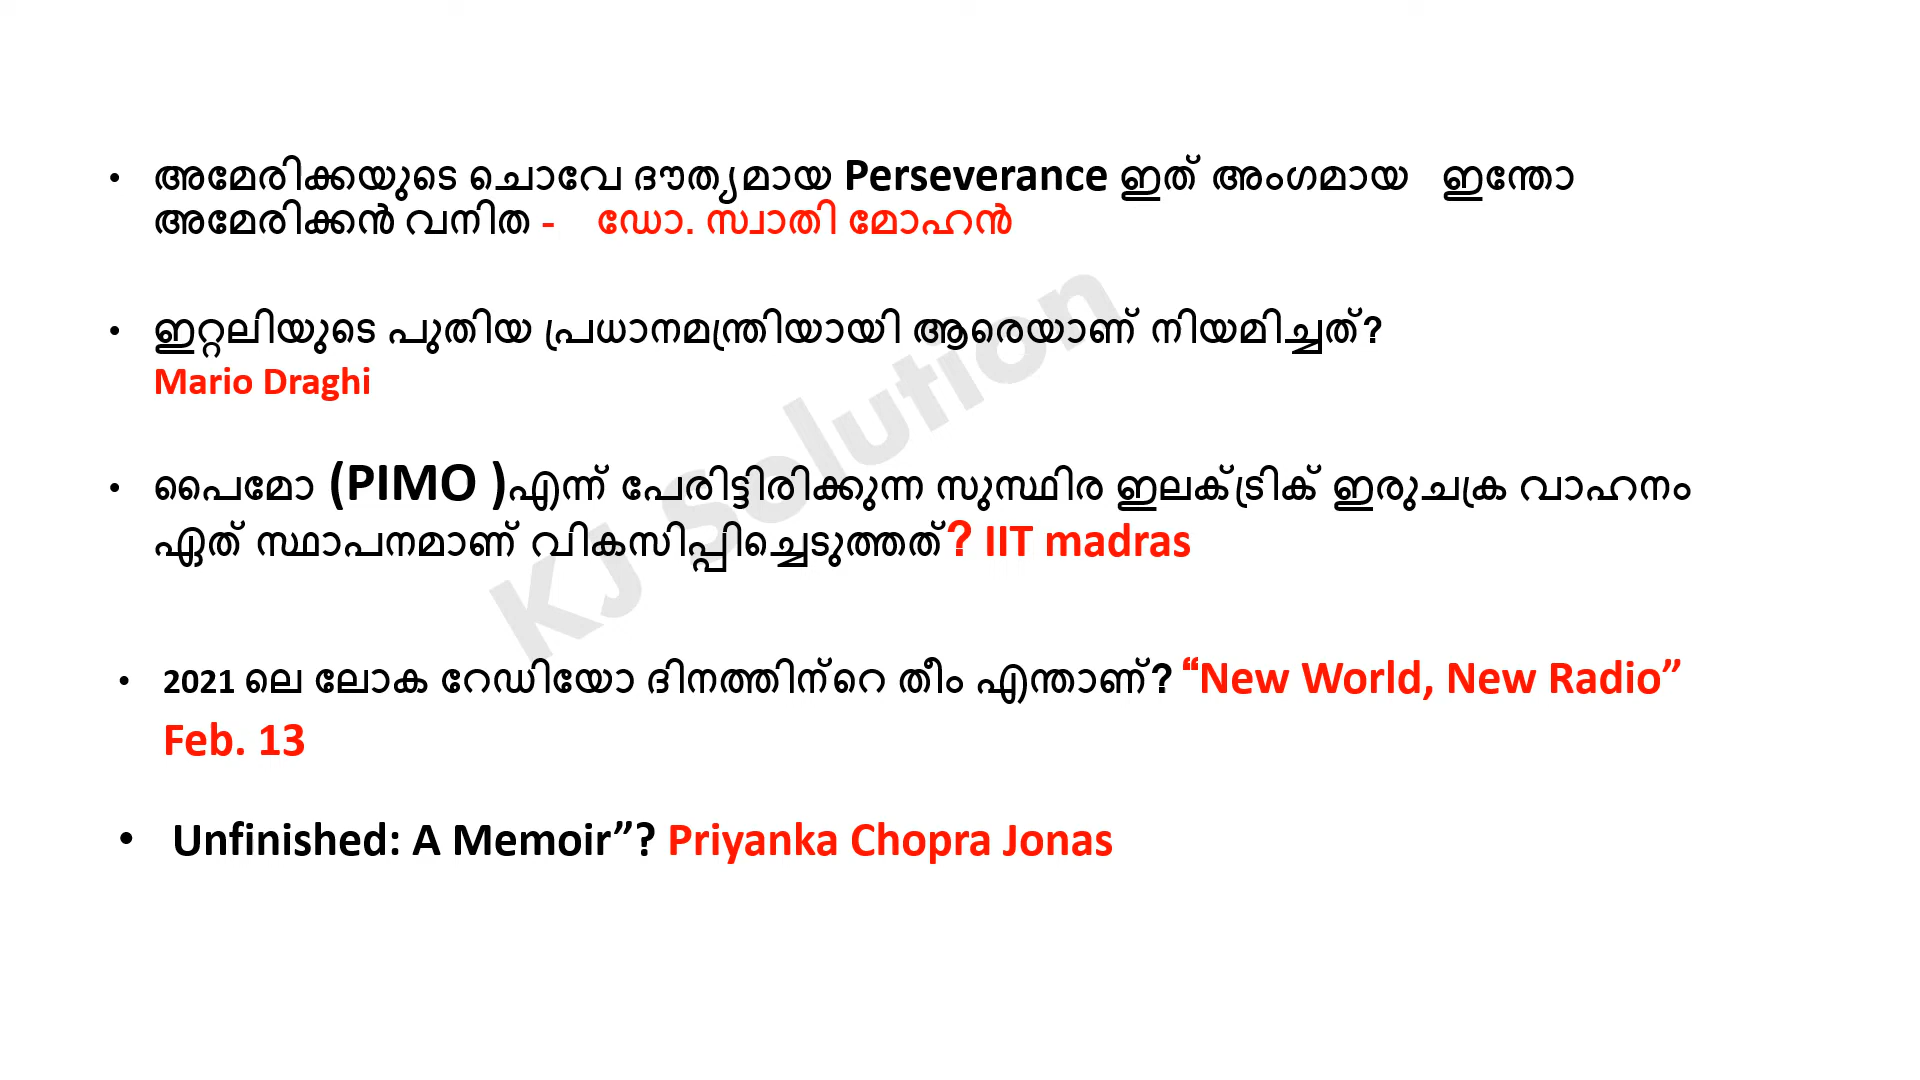 • അമേരിക്കയുടെ ചൊവേ ദൗത്യമായ Perseverance ഇത് അംഗമായ ഇന്തോ
അമേരിക്കൻ വനിത - ഡോ. സ്വാതി മോഹൻ
• ഇറ്റലിയുടെ പുതിയ പ്രധാനമന്ത്രിയായി ആരെയാണ് നിയമിച്ചത്?
Mario Draghi
• പൈമോ (PIMO )എന്ന് പേരിട്ടിരിക്കുന്ന സുസ്ഥിര ഇലക്ട്രിക് ഇരുചക്ര വാഹനം
ഏത് സ്ഥാപനമാണ് വികസിപ്പിച്ചെടുത്തത്? IIT madras
• 2021 ലെ ലോക റേഡിയോ ദിനത്തിന്റെ തീം എന്താണ്? “New World, New Radio”
Feb. 13
• Unfinished: A Memoir”? Priyanka Chopra Jonas
KJ Solution